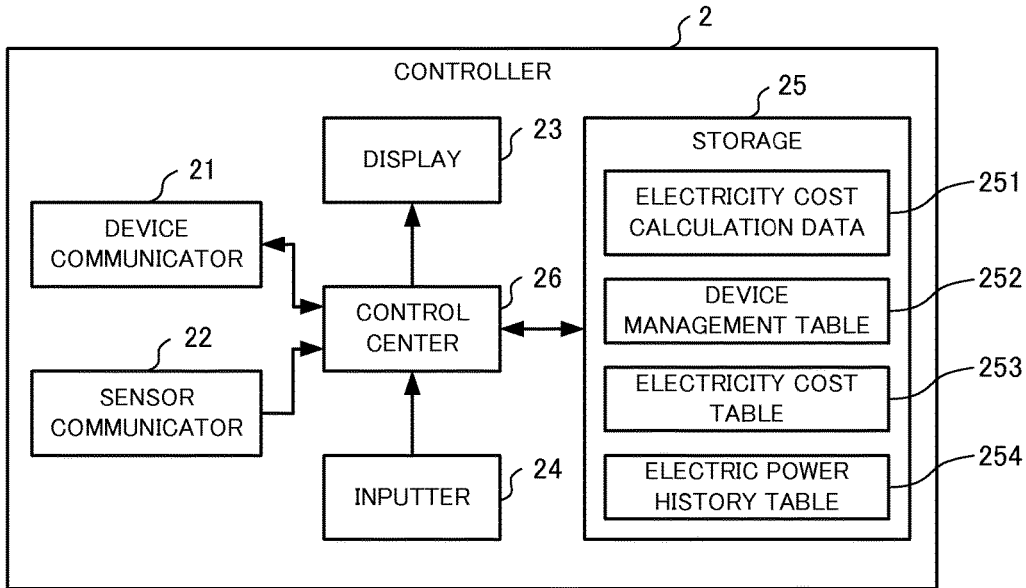 2
CONTROLLER
25
23
STORAGE
DISPLAY
21
251
ELECTRICITY COST
CALCULATION DATA
DEVICE
COMMUNICATOR
26
252
DEVICE
MANAGEMENT TABLE
CONTROL
CENTER
22
253
ELECTRICITY COST
TABLE
SENSOR
COMMUNICATOR
24
254
INPUTTER
ELECTRIC POWER
HISTORY TABLE